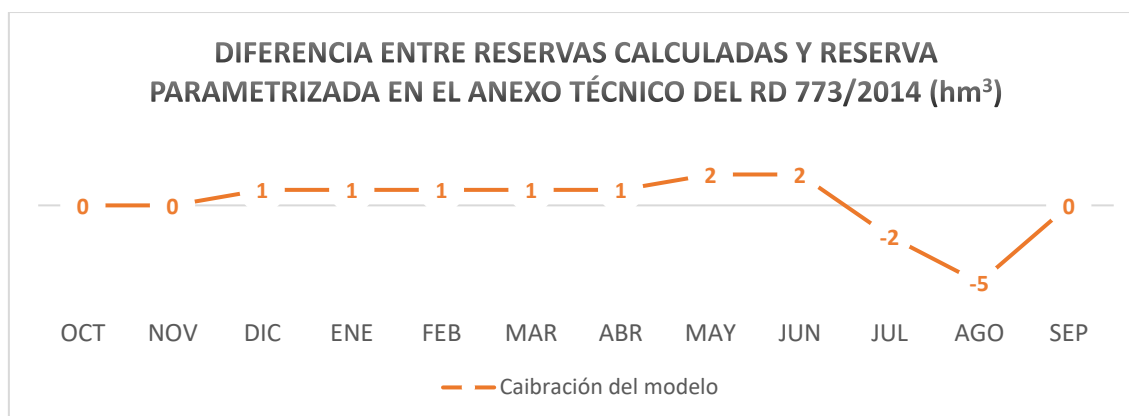 DIFERENCIA ENTRE RESERVAS CALCULADAS Y RESERVA
PARAMETRIZADA EN EL ANEXO TÉCNICO DEL RD 773/2014 (hm³)
0 0 1 1 1 1 1 2 2 -2 -5 0
OCT NOV DIC ENE FEB MAR ABR MAY JUN JUL AGO SEP
Caibración del modelo